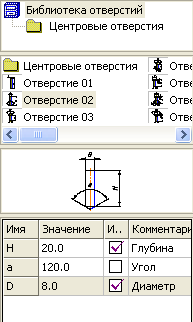 Библиотека отверстий
Центровые отверстия
Центровые отверстия Отве
Отверстие 01 Отве
Отверстие 02 Отве
Отверстие 03 Отве
H
Имя Значение И.. Комментари
H 20.0 Глубина
a 120.0 Угол
D 8.0 Диаметр